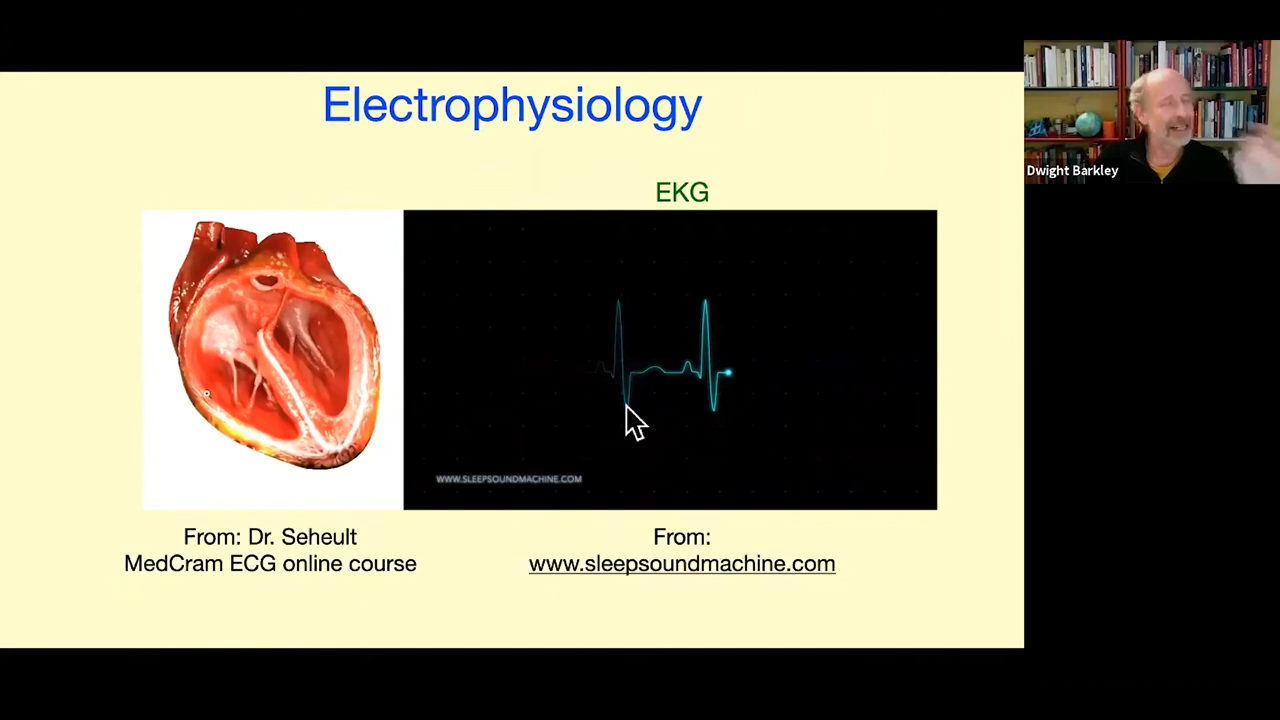 Electrophysiology
EKG
WWW.SLEEPSOUNDMACHINE.COM
From: Dr. Seheult
MedCram ECG online course
From:
www.sleepsoundmachine.com
Dwight Barkley